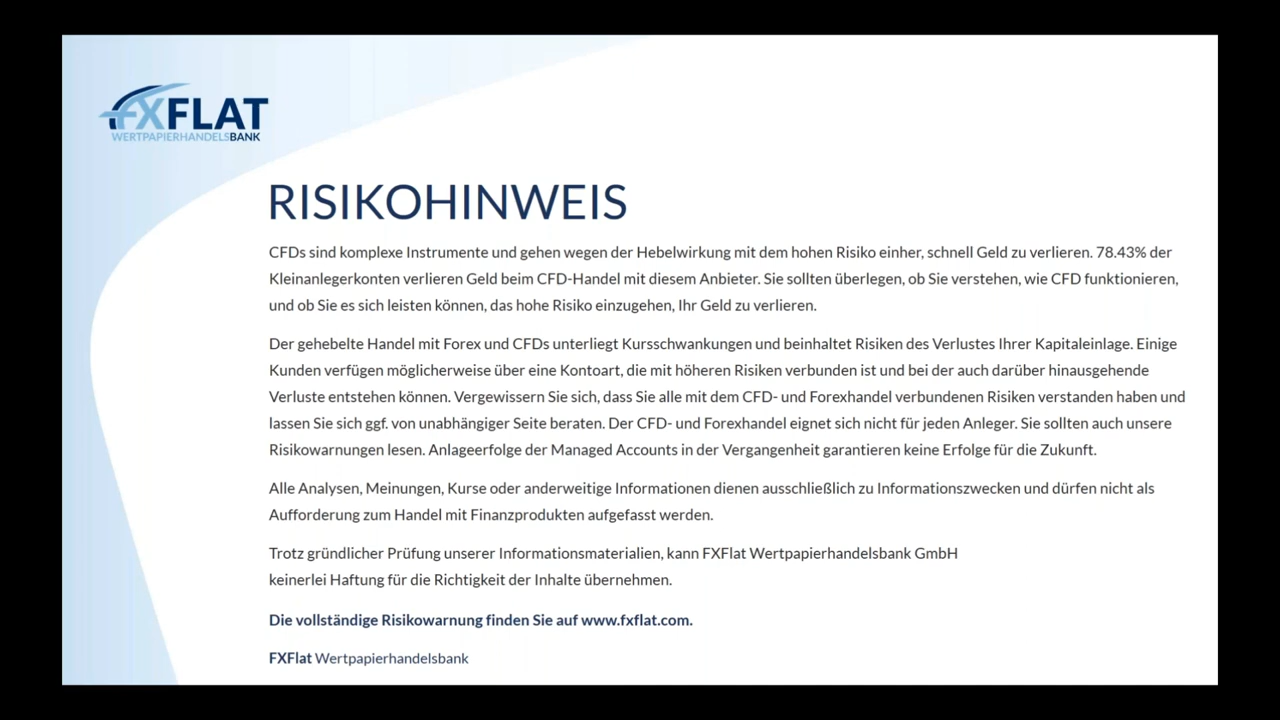 FXFLAT
WERTPAPIERHANDELSBANK
RISIKOHINWEIS
CFDs sind komplexe Instrumente und gehen wegen der Hebelwirkung mit dem hohen Risiko einher, schnell Geld zu verlieren. 78.43% der
Kleinanlegerkonten verlieren Geld beim CFD-Handel mit diesem Anbieter. Sie sollten überlegen, ob Sie verstehen, wie CFD funktionieren,
und ob Sie es sich leisten können, das hohe Risiko einzugehen, Ihr Geld zu verlieren.
Der gehebelte Handel mit Forex und CFDs unterliegt Kursschwankungen und beinhaltet Risiken des Verlustes Ihrer Kapitaleinlage. Einige
Kunden verfügen möglicherweise über eine Kontoart, die mit höheren Risiken verbunden ist und bei der auch darüber hinausgehende
Verluste entstehen können. Vergewissern Sie sich, dass Sie alle mit dem CFD- und Forexhandel verbundenen Risiken verstanden haben und
lassen Sie sich ggf. von unabhängiger Seite beraten. Der CFD- und Forexhandel eignet sich nicht für jeden Anleger. Sie sollten auch unsere
Risikowarnungen lesen. Anlageerfolge der Managed Accounts in der Vergangenheit garantieren keine Erfolge für die Zukunft.
Alle Analysen, Meinungen, Kurse oder anderweitige Informationen dienen ausschließlich zu Informationszwecken und dürfen nicht als
Aufforderung zum Handel mit Finanzprodukten aufgefasst werden.
Trotz gründlicher Prüfung unserer Informationsmaterialien, kann FXFlat Wertpapierhandelsbank GmbH
keinerlei Haftung für die Richtigkeit der Inhalte übernehmen.
Die vollständige Risikowarnung finden Sie auf www.fxflat.com.
FXFlat Wertpapierhandelsbank